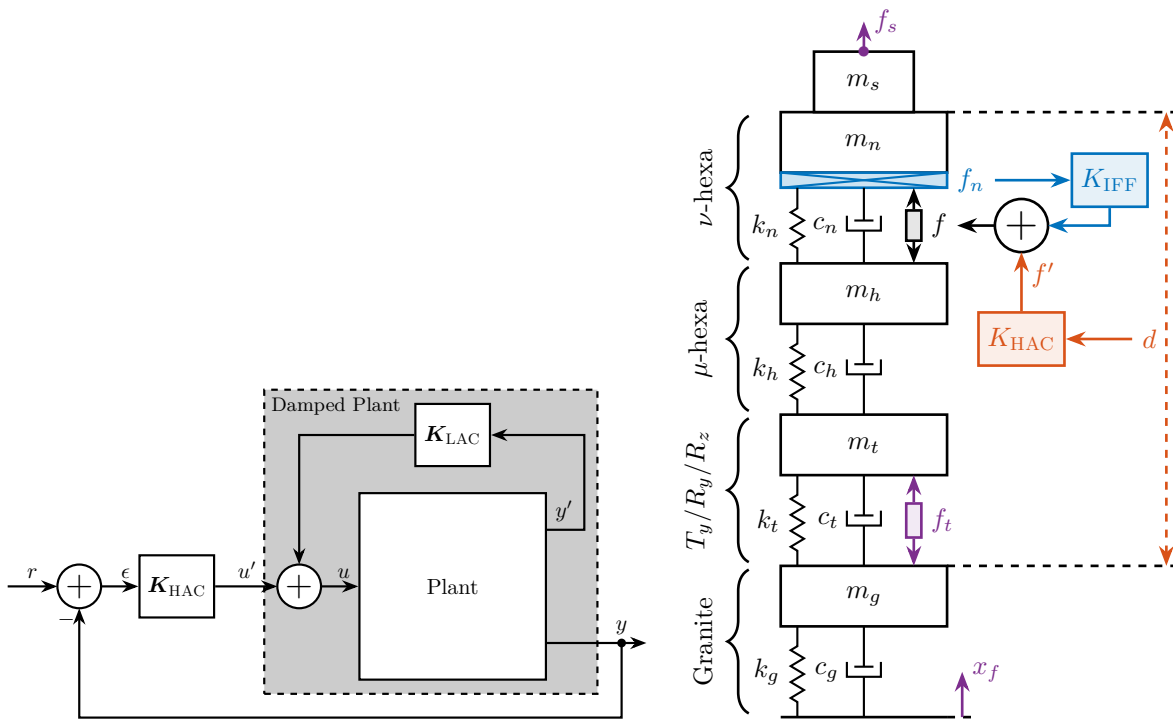 Damped Plant
K_LAC
y′
r
ϵ
K_HAC
u′
+
u
Plant
y
+
−
f_s
m_s
m_n
ν-hexa
f_n
K_IFF
k_n
c_n
f
+
f′
m_h
K_HAC
d
μ-hexa
k_h
c_h
m_t
T_y/R_y/R_z
k_t
c_t
f_t
m_g
Granite
k_g
c_g
x_f